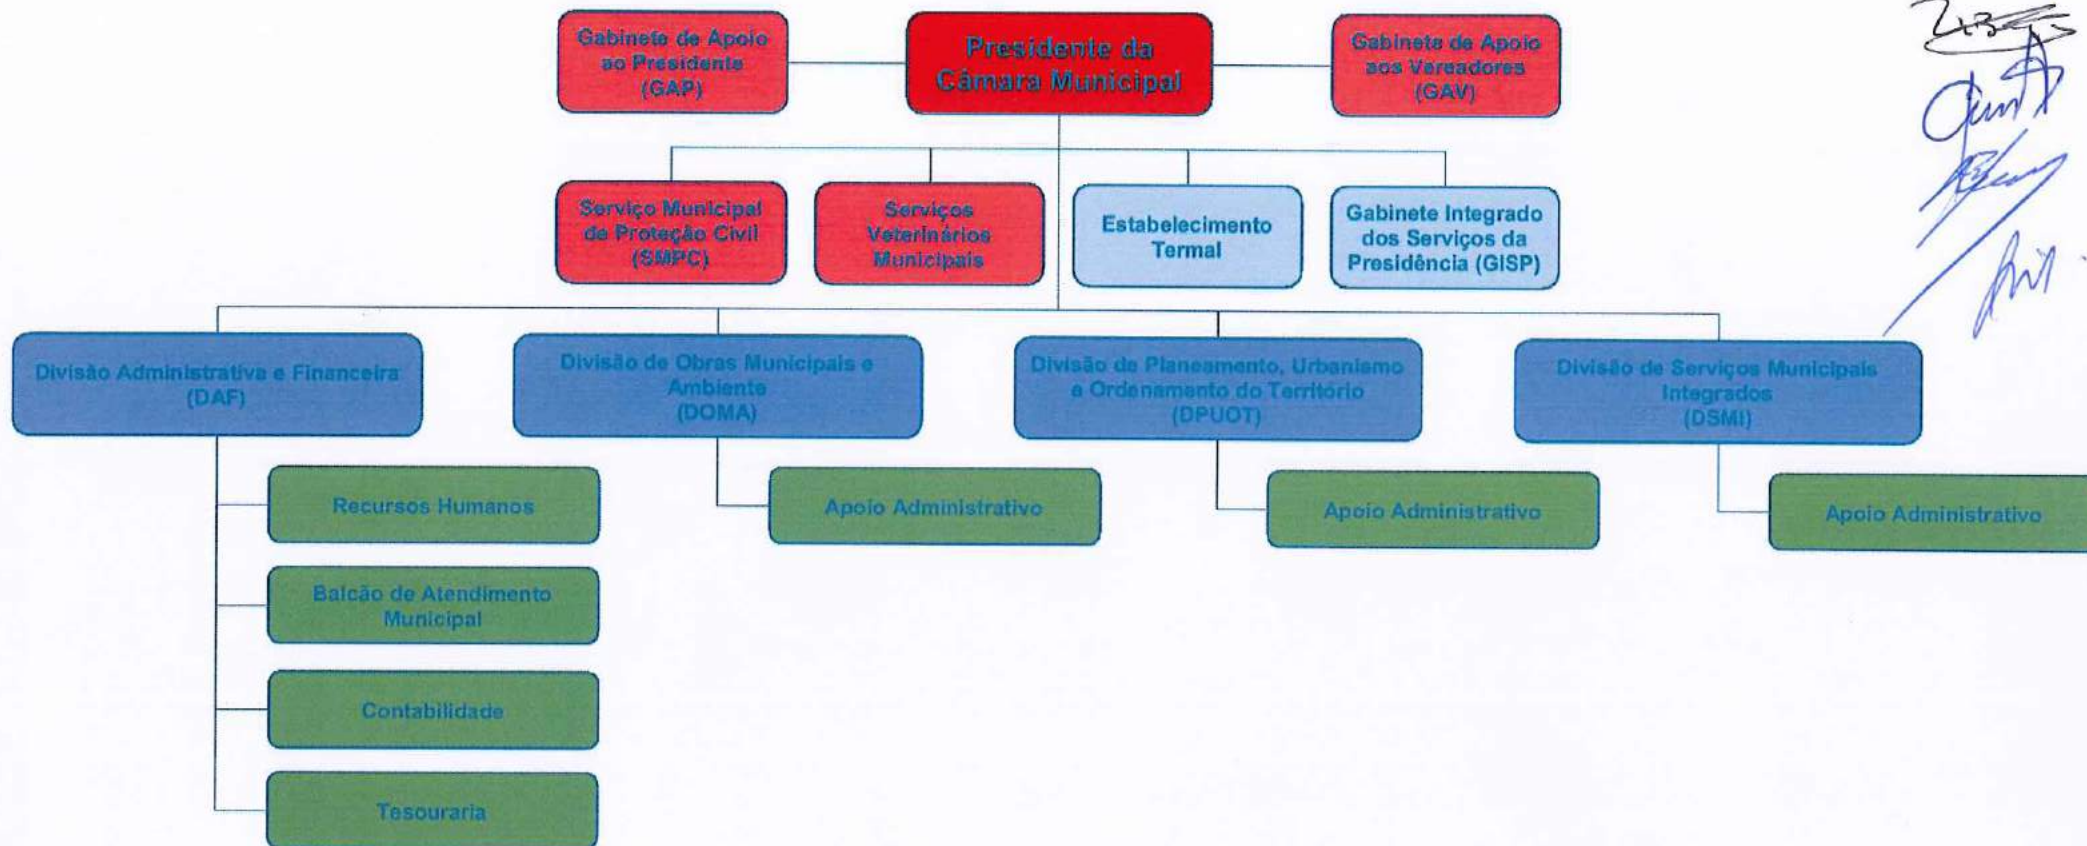 Gabinete de Apoio
ao Presidente
(GAP)
Presidente da
Câmara Municipal
Gabinete de Apoio
aos Vereadores
(GAV)
Serviço Municipal
de Proteção Civil
(SMPC)
Serviços
Veterinários
Municipais
Estabelecimento
Termal
Gabinete Integrado
dos Serviços da
Presidência (GISP)
Divisão Administrativa e Financeira
(DAF)
Divisão de Obras Municipais e
Ambiente
(DOMA)
Divisão de Planeamento, Urbanismo
e Ordenamento do Território
(DPUOT)
Divisão de Serviços Municipais
Integrados
(DSMI)
Recursos Humanos
Apoio Administrativo
Apoio Administrativo
Apoio Administrativo
Balcão de Atendimento
Municipal
Contabilidade
Tesouraria